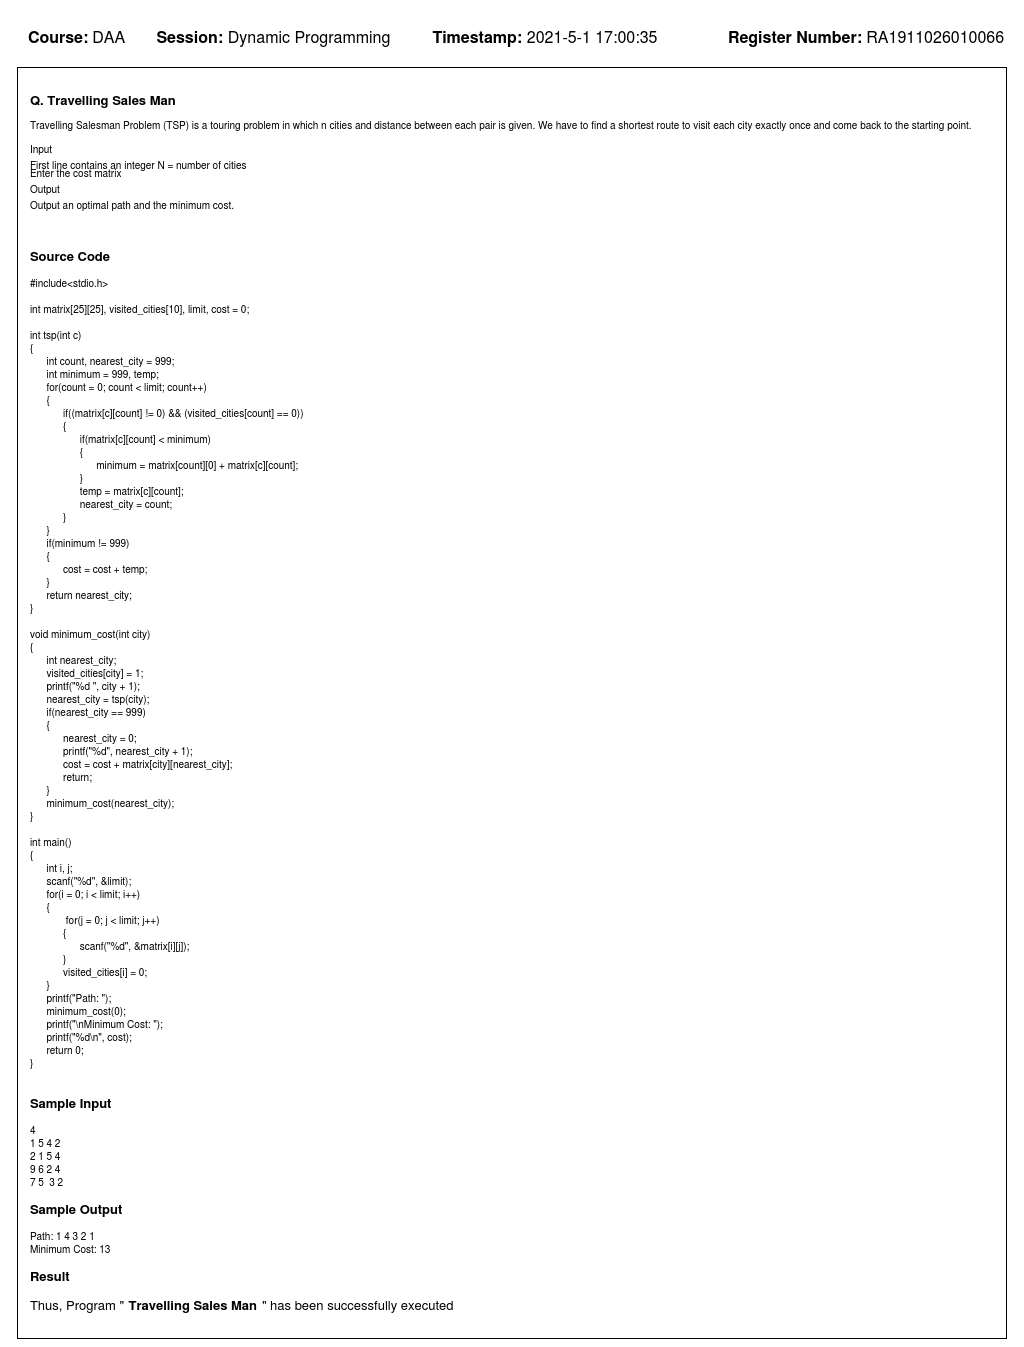 Course: DAA Session: Dynamic Programming Timestamp: 2021-5-1 17:00:35 Register Number: RA1911026010066
Q. Travelling Sales Man
Travelling Salesman Problem (TSP) is a touring problem in which n cities and distance between each pair is given. We have to find a shortest route to visit each city exactly once and come back to the starting point.
Input
First line contains an integer N = number of cities
Enter the cost matrix
Output
Output an optimal path and the minimum cost.
Source Code
#include<stdio.h>
int matrix[25][25], visited_cities[10], limit, cost = 0;
int tsp(int c)
{
int count, nearest_city = 999;
int minimum = 999, temp;
for(count = 0; count < limit; count++)
{
if((matrix[c][count] != 0) && (visited_cities[count] == 0))
{
if(matrix[c][count] < minimum)
{
minimum = matrix[count][0] + matrix[c][count];
}
temp = matrix[c][count];
nearest_city = count;
}
}
if(minimum != 999)
{
cost = cost + temp;
}
return nearest_city;
}
void minimum_cost(int city)
{
int nearest_city;
visited_cities[city] = 1;
printf("%d ", city + 1);
nearest_city = tsp(city);
if(nearest_city == 999)
{
nearest_city = 0;
printf("%d", nearest_city + 1);
cost = cost + matrix[city][nearest_city];
return;
}
minimum_cost(nearest_city);
}
int main()
{
int i, j;
scanf("%d", &limit);
for(i = 0; i < limit; i++)
{
for(j = 0; j < limit; j++)
{
scanf("%d", &matrix[i][j]);
}
visited_cities[i] = 0;
}
printf("Path: ");
minimum_cost(0);
printf("\nMinimum Cost: ");
printf("%d\n", cost);
return 0;
}
Sample Input
4
1 5 4 2
2 1 5 4
9 6 2 4
7 5  3 2
Sample Output
Path: 1 4 3 2 1
Minimum Cost: 13
Result
Thus, Program " Travelling Sales Man " has been successfully executed